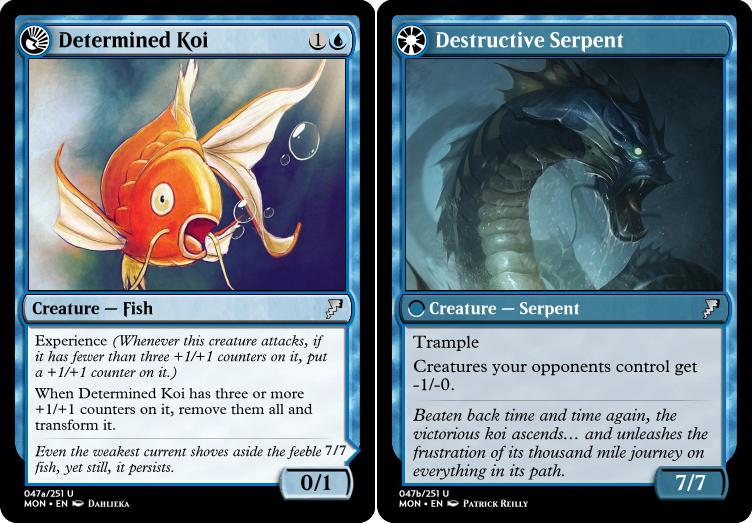 Determined Koi 1
Creature — Fish
Experience (Whenever this creature attacks, if
it has fewer than three +1/+1 counters on it, put
a +1/+1 counter on it.)
When Determined Koi has three or more
+1/+1 counters on it, remove them all and
transform it.
Even the weakest current shoves aside the feeble
fish, yet still, it persists.
7/7
0/1
047a/251 U
MON • EN DAHLIEKA
Destructive Serpent
Creature — Serpent
Trample
Creatures your opponents control get
-1/-0.
Beaten back time and time again, the
victorious koi ascends... and unleashes the
frustration of its thousand mile journey on
everything in its path.
7/7
047b/251 U
MON • EN PATRICK REILLY